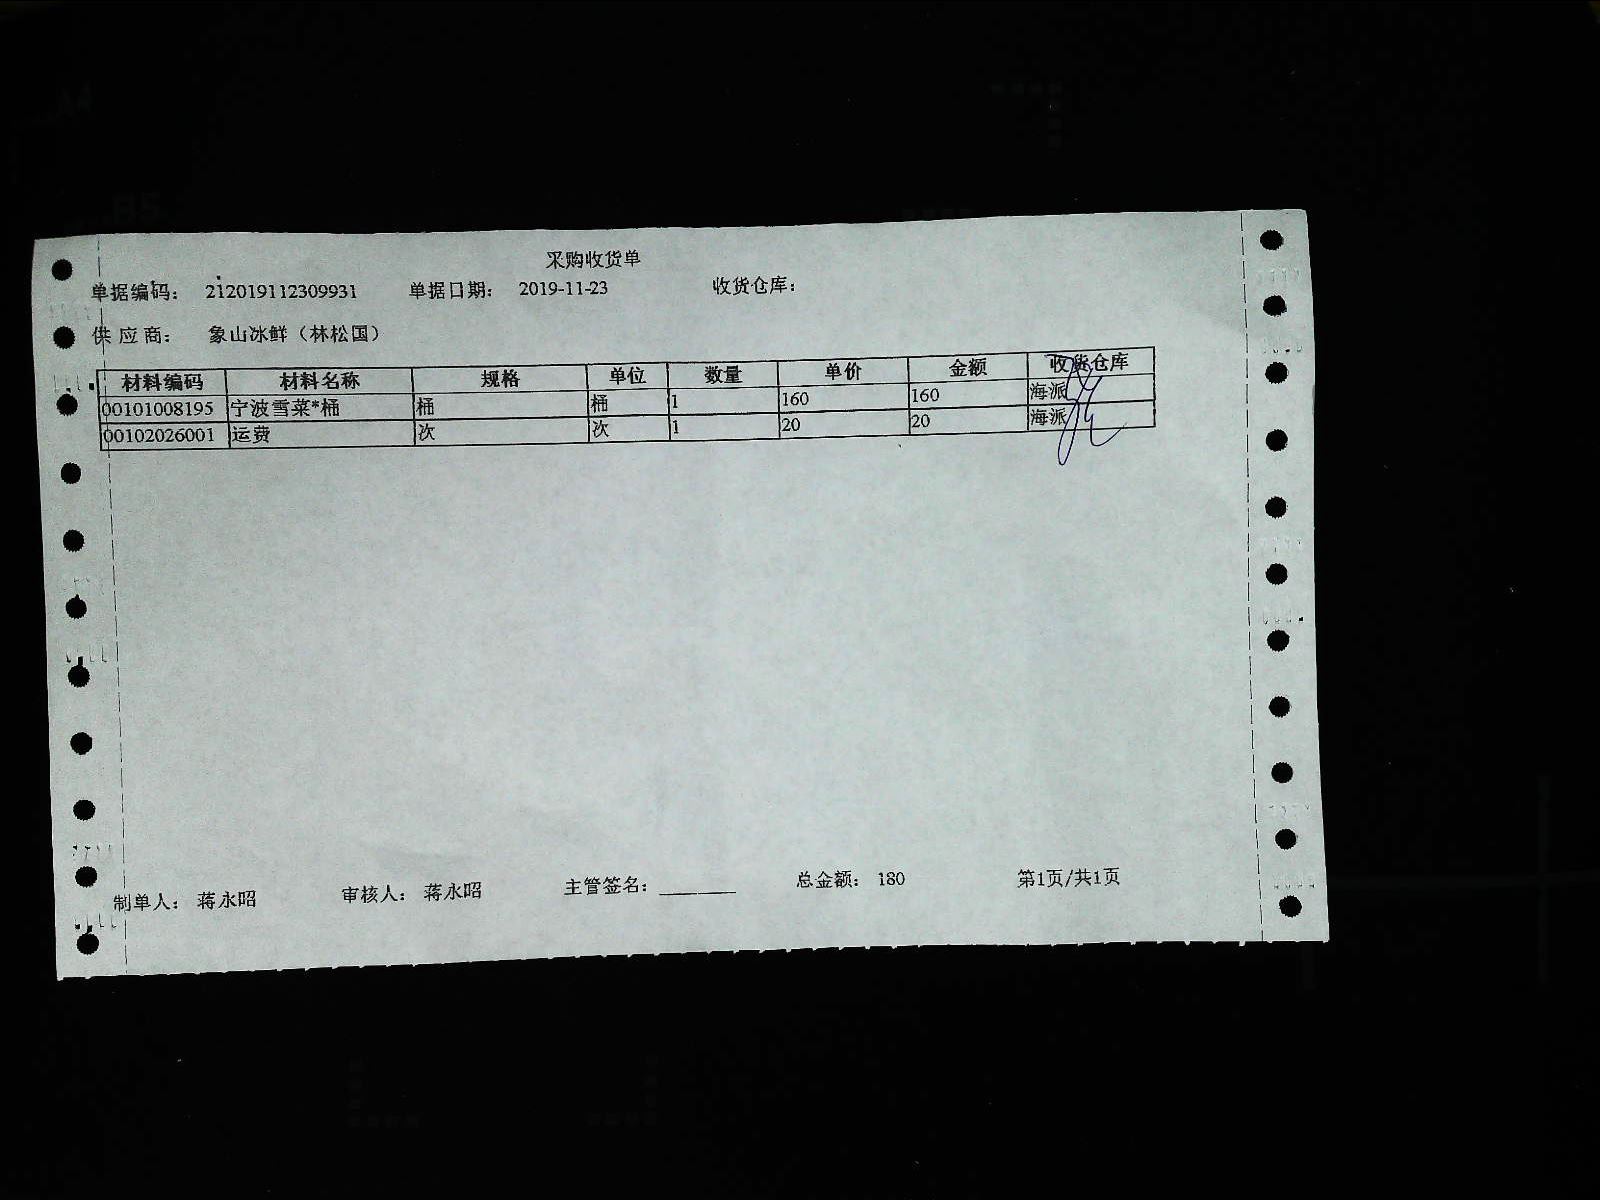 采购收货单
单据编码： 212019112309931 单据日期： 2019-11-23 收货仓库：
供 应 商： 象山冰鲜（林松国）
材料编码 材料名称 规格 单位 数量 单价 金额 收货仓库
00101008195 宁波雪菜*桶 桶 桶 1 160 160 海派
00102026001 运费 次 次 1 20 20 海派
制单人： 蒋永昭 审核人： 蒋永昭 主管签名：________ 总金额： 180 第1页/共1页